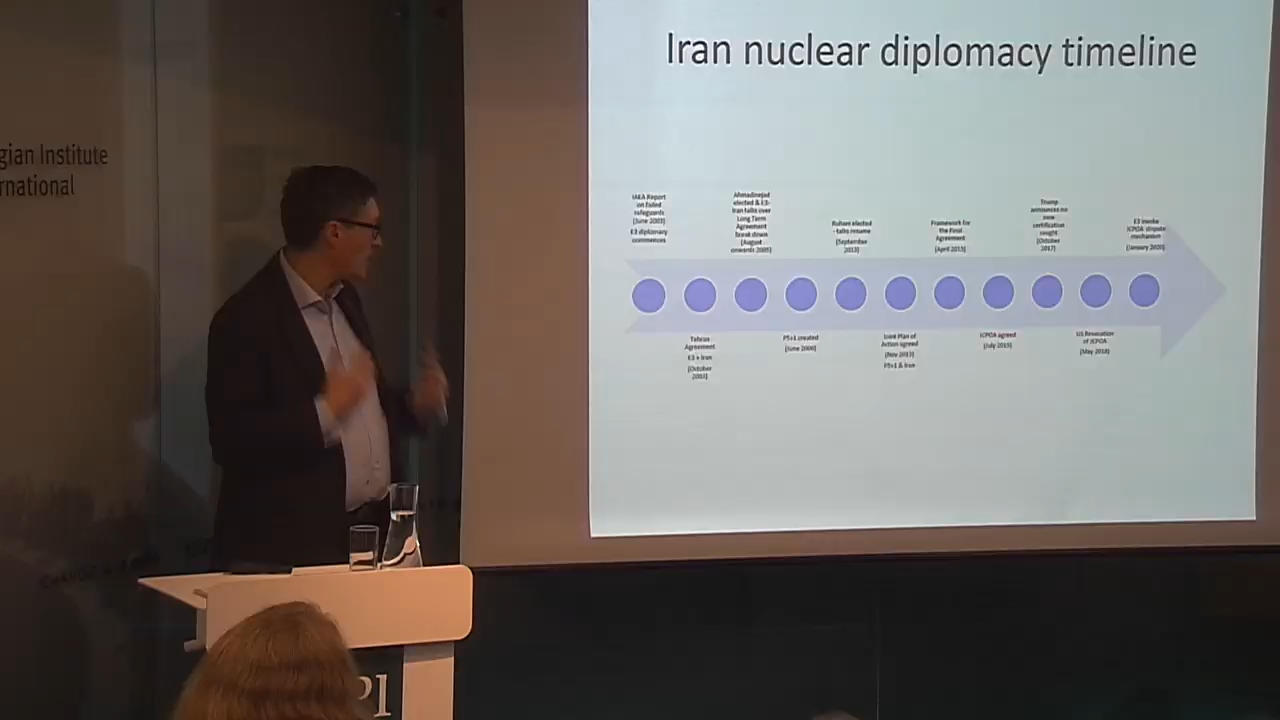 gian Institute
rnational
Iran nuclear diplomacy timeline
IAEA Report
on failed
safeguards
(June 2003)
E3 diplomacy
commences
Tehran
Agreement
E3 + Iran
(October
2003)
Ahmadinejad
elected & E3-
Iran talks over
Long Term
Agreement
break down
(August
onwards 2005)
P5+1 created
(June 2006)
elected
- talks resume
(September
2013)
Joint Plan of
Action agreed
(Nov 2013)
P5+1 & Iran
Framework for
the Final
Agreement
(April 2015)
JCPOA agreed
(July 2015)
Trump
announces no
new
certification
sought
(October
2017)
US
of JCPOA
(May 2018)
E3 invoke
JCPOA dispute
mechanism
(January 2020)
PI